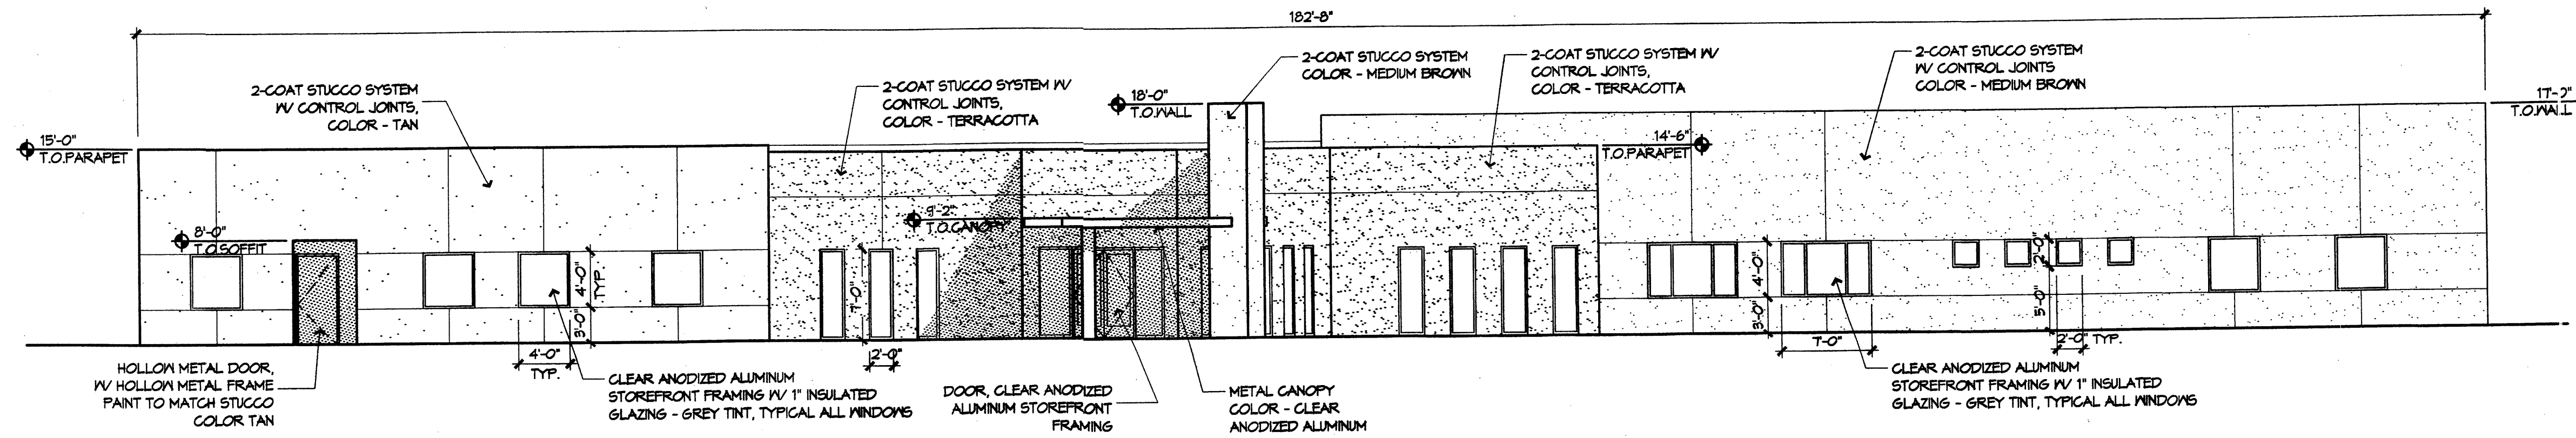 182'-8"
2-COAT STUCCO SYSTEM
W/ CONTROL JOINTS,
COLOR - TAN
2-COAT STUCCO SYSTEM W/
CONTROL JOINTS,
COLOR - TERRACOTTA
18'-0"
T.O.WALL
2-COAT STUCCO SYSTEM
COLOR - MEDIUM BROWN
2-COAT STUCCO SYSTEM W/
CONTROL JOINTS,
COLOR - TERRACOTTA
2-COAT STUCCO SYSTEM
W/ CONTROL JOINTS
COLOR - MEDIUM BROWN
T.O.WALL
15'-0"
T.O.PARAPET
14'-6"
T.O.PARAPET
8'-0"
T.O.SOFFIT
9'-2"
T.O.CANOPY
4'-0"
TYP.
3'-0"
7'-0"
4'-0"
3'-0"
2'-0"
5'-0"
4'-0"
TYP.
2'-0"
7'-0"
2'-0" TYP.
HOLLOW METAL DOOR,
W/ HOLLOW METAL FRAME
PAINT TO MATCH STUCCO
COLOR TAN
CLEAR ANODIZED ALUMINUM
STOREFRONT FRAMING W/ 1" INSULATED
GLAZING - GREY TINT, TYPICAL ALL WINDOWS
DOOR, CLEAR ANODIZED
ALUMINUM STOREFRONT
FRAMING
METAL CANOPY
COLOR - CLEAR
ANODIZED ALUMINUM
CLEAR ANODIZED ALUMINUM
STOREFRONT FRAMING W/ 1" INSULATED
GLAZING - GREY TINT, TYPICAL ALL WINDOWS